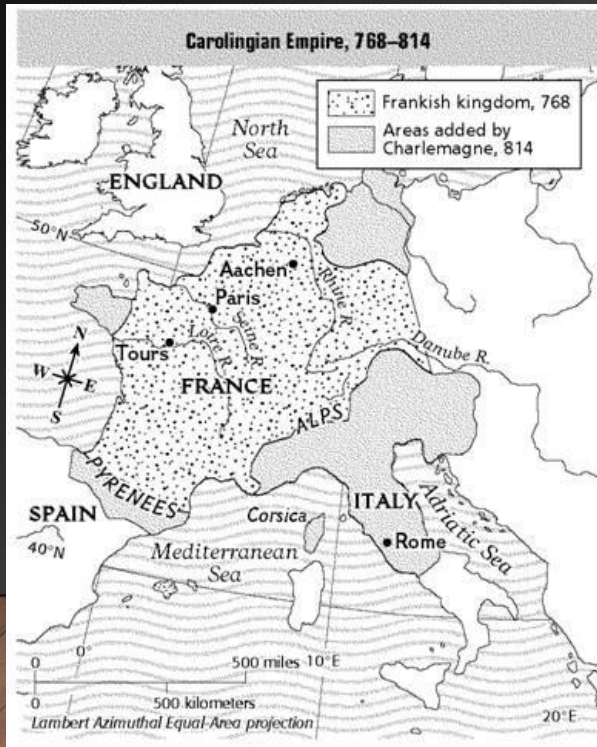 Carolingian Empire, 768–814
Frankish kingdom, 768
Areas added by
Charlemagne, 814
North
Sea
ENGLAND
50°N
Aachen
Rhine R.
Paris
Seine R.
Loire R.
Tours
Danube R.
N
W
E
S
FRANCE
ALPS
PYRENEES
SPAIN
ITALY
Corsica
Adriatic Sea
Rome
40°N
Mediterranean
Sea
0
0°
500 miles
10°E
0
500 kilometers
20°E
Lambert Azimuthal Equal-Area projection